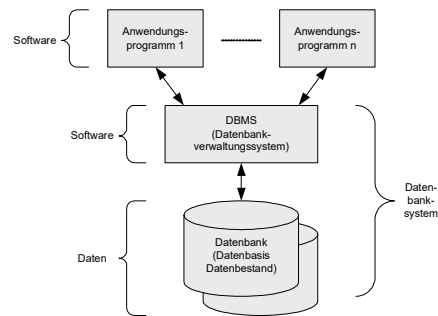 Software
Anwendungs-
programm 1
Anwendungs-
programm n
Software
DBMS
(Datenbank-
verwaltungssystem)
Daten-
bank-
system
Daten
Datenbank
(Datenbasis
Datenbestand)